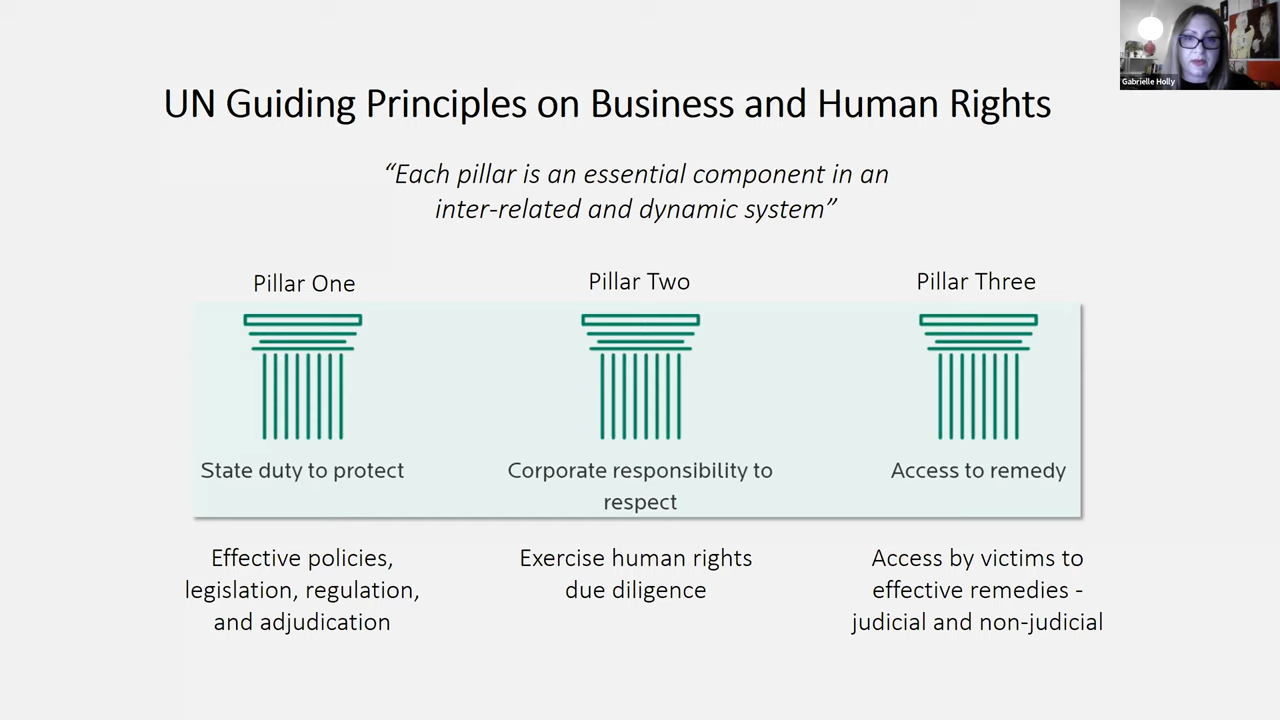 Gabrielle Holly
UN Guiding Principles on Business and Human Rights
“Each pillar is an essential component in an
inter-related and dynamic system”
Pillar One
State duty to protect
Effective policies,
legislation, regulation,
and adjudication
Pillar Two
Corporate responsibility to
respect
Exercise human rights
due diligence
Pillar Three
Access to remedy
Access by victims to
effective remedies -
judicial and non-judicial